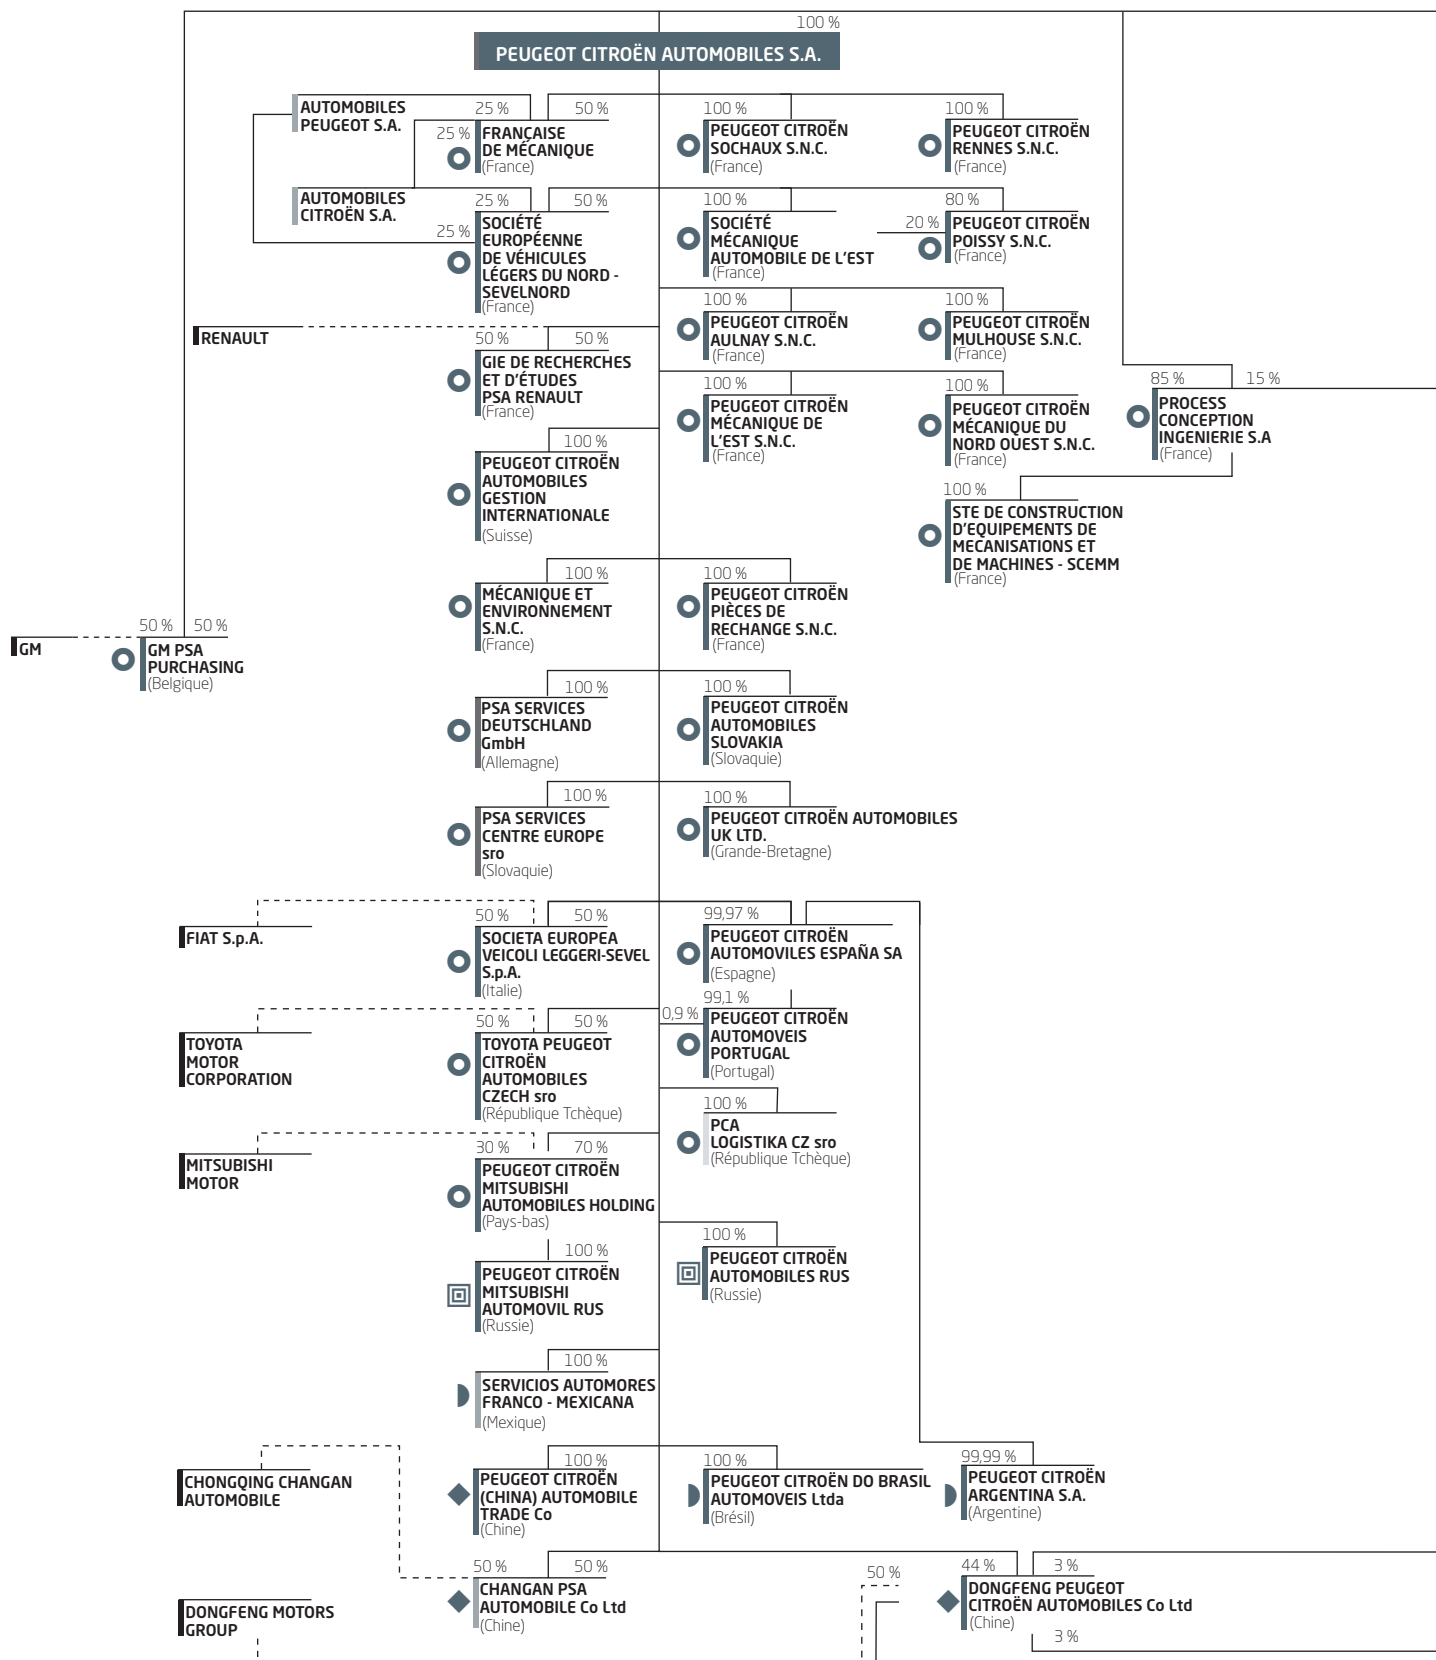 100 %
PEUGEOT CITROËN AUTOMOBILES S.A.
AUTOMOBILES
PEUGEOT S.A.
25 %
50 %
25 %
FRANÇAISE
DE MÉCANIQUE
(France)
100 %
PEUGEOT CITROËN
SOCHAUX S.N.C.
(France)
100 %
PEUGEOT CITROËN
RENNES S.N.C.
(France)
AUTOMOBILES
CITROËN S.A.
25 %
50 %
25 %
SOCIÉTÉ
EUROPÉENNE
DE VÉHICULES
LÉGERS DU NORD -
SEVELNORD
(France)
100 %
SOCIÉTÉ
MÉCANIQUE
AUTOMOBILE DE L'EST
(France)
80 %
20 %
PEUGEOT CITROËN
POISSY S.N.C.
(France)
100 %
PEUGEOT CITROËN
AULNAY S.N.C.
(France)
100 %
PEUGEOT CITROËN
MULHOUSE S.N.C.
(France)
RENAULT
50 %
50 %
GIE DE RECHERCHES
ET D'ÉTUDES
PSA RENAULT
(France)
100 %
PEUGEOT CITROËN
MÉCANIQUE DE
L'EST S.N.C.
(France)
100 %
PEUGEOT CITROËN
MÉCANIQUE DU
NORD OUEST S.N.C.
(France)
85 %
15 %
PROCESS
CONCEPTION
INGENIERIE S.A
(France)
100 %
PEUGEOT CITROËN
AUTOMOBILES
GESTION
INTERNATIONALE
(Suisse)
100 %
STE DE CONSTRUCTION
D'EQUIPEMENTS DE
MECANISATIONS ET
DE MACHINES - SCEMM
(France)
100 %
MÉCANIQUE ET
ENVIRONNEMENT
S.N.C.
(France)
100 %
PEUGEOT CITROËN
PIÈCES DE
RECHANGE S.N.C.
(France)
GM
50 %
50 %
GM PSA
PURCHASING
(Belgique)
100 %
PSA SERVICES
DEUTSCHLAND
GmbH
(Allemagne)
100 %
PEUGEOT CITROËN
AUTOMOBILES
SLOVAKIA
(Slovaquie)
100 %
PSA SERVICES
CENTRE EUROPE
sro
(Slovaquie)
100 %
PEUGEOT CITROËN AUTOMOBILES
UK LTD.
(Grande-Bretagne)
FIAT S.p.A.
50 %
50 %
SOCIETA EUROPEA
VEICOLI LEGGERI-SEVEL
S.p.A.
(Italie)
99,97 %
PEUGEOT CITROËN
AUTOMOVILES ESPAÑA SA
(Espagne)
TOYOTA
MOTOR
CORPORATION
50 %
50 %
TOYOTA PEUGEOT
CITROËN
AUTOMOBILES
CZECH sro
(République Tchèque)
99,1 %
0,9 %
PEUGEOT CITROËN
AUTOMOVEIS
PORTUGAL
(Portugal)
100 %
PCA
LOGISTIKA CZ sro
(République Tchèque)
MITSUBISHI
MOTOR
30 %
70 %
PEUGEOT CITROËN
MITSUBISHI
AUTOMOBILES HOLDING
(Pays-bas)
100 %
PEUGEOT CITROËN
MITSUBISHI
AUTOMOVIL RUS
(Russie)
100 %
PEUGEOT CITROËN
AUTOMOBILES RUS
(Russie)
100 %
SERVICIOS AUTOMORES
FRANCO - MEXICANA
(Mexique)
CHONGQING CHANGAN
AUTOMOBILE
100 %
PEUGEOT CITROËN
(CHINA) AUTOMOBILE
TRADE Co
(Chine)
100 %
PEUGEOT CITROËN DO BRASIL
AUTOMOVEIS Ltda
(Brésil)
99,99 %
PEUGEOT CITROËN
ARGENTINA S.A.
(Argentine)
50 %
50 %
CHANGAN PSA
AUTOMOBILE Co Ltd
(Chine)
50 %
44 %
3 %
DONGFENG PEUGEOT
CITROËN AUTOMOBILES Co Ltd
(Chine)
3 %
DONGFENG MOTORS
GROUP